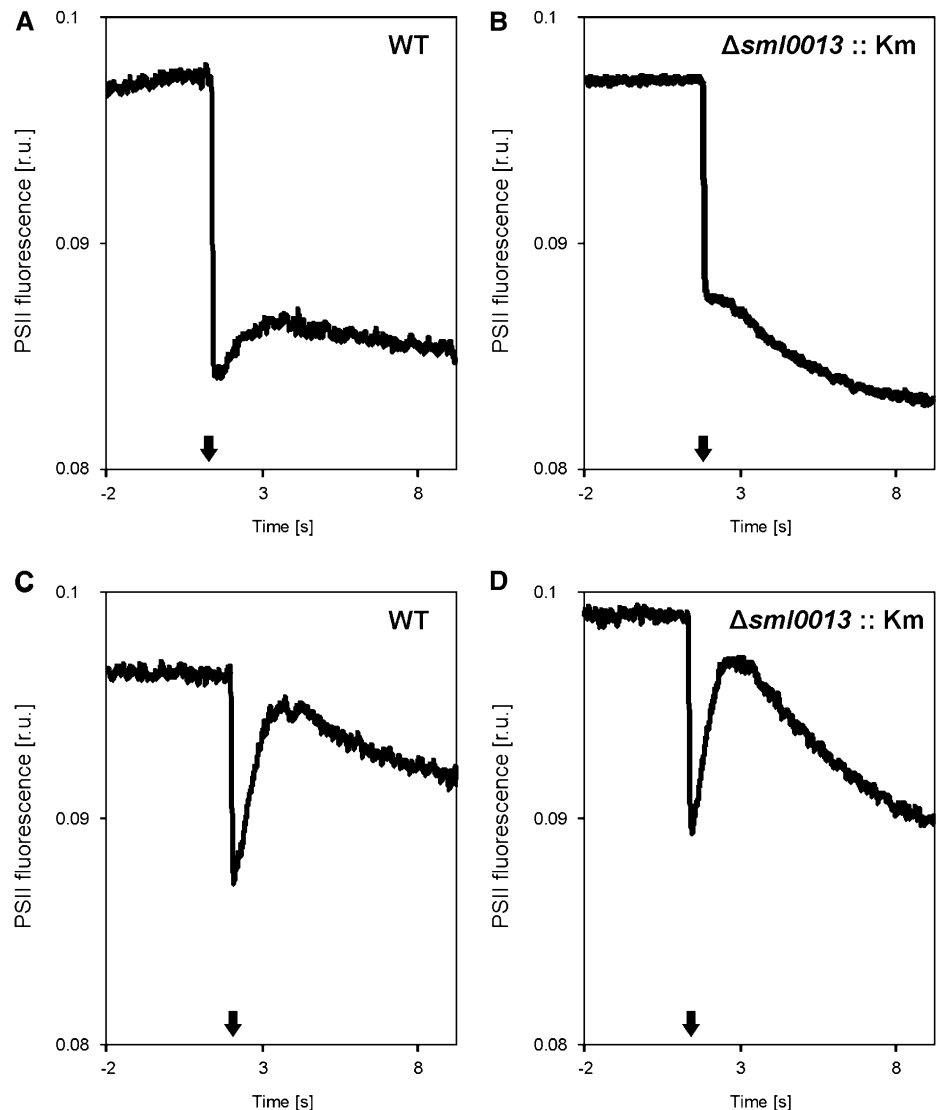 A
WT
0.1
0.09
0.08
PSII fluorescence [r.u.]
-2
3
8
Time [s]
B
Δsml0013 :: Km
0.1
0.09
0.08
PSII fluorescence [r.u.]
-2
3
8
Time [s]
C
WT
0.1
0.09
0.08
PSII fluorescence [r.u.]
-2
3
8
Time [s]
D
Δsml0013 :: Km
0.1
0.09
0.08
PSII fluorescence [r.u.]
-2
3
8
Time [s]